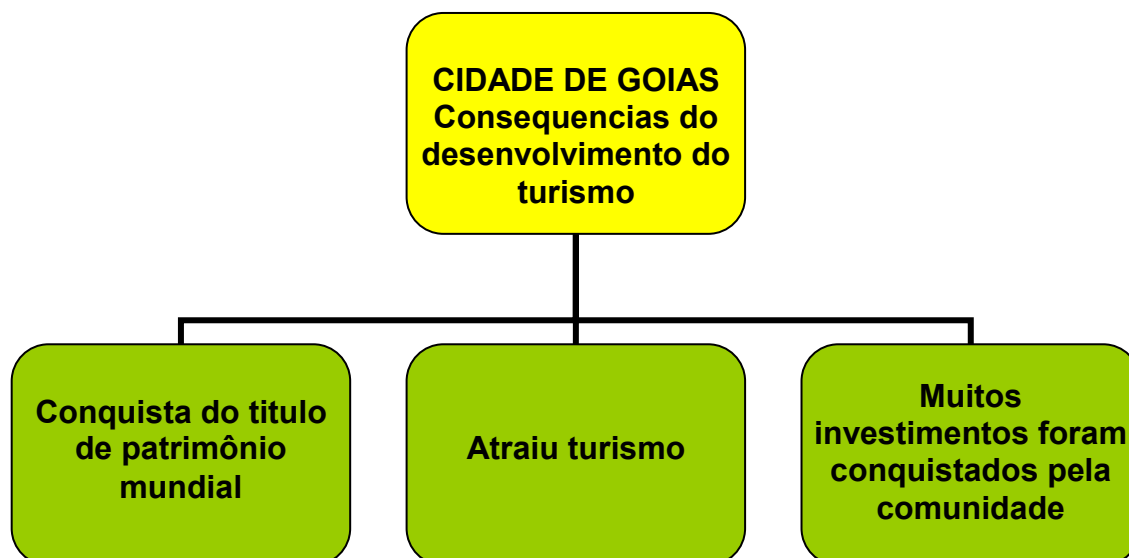 CIDADE DE GOIAS
Consequencias do
desenvolvimento do
turismo
Conquista do titulo
de patrimônio
mundial
Atraiu turismo
Muitos
investimentos foram
conquistados pela
comunidade